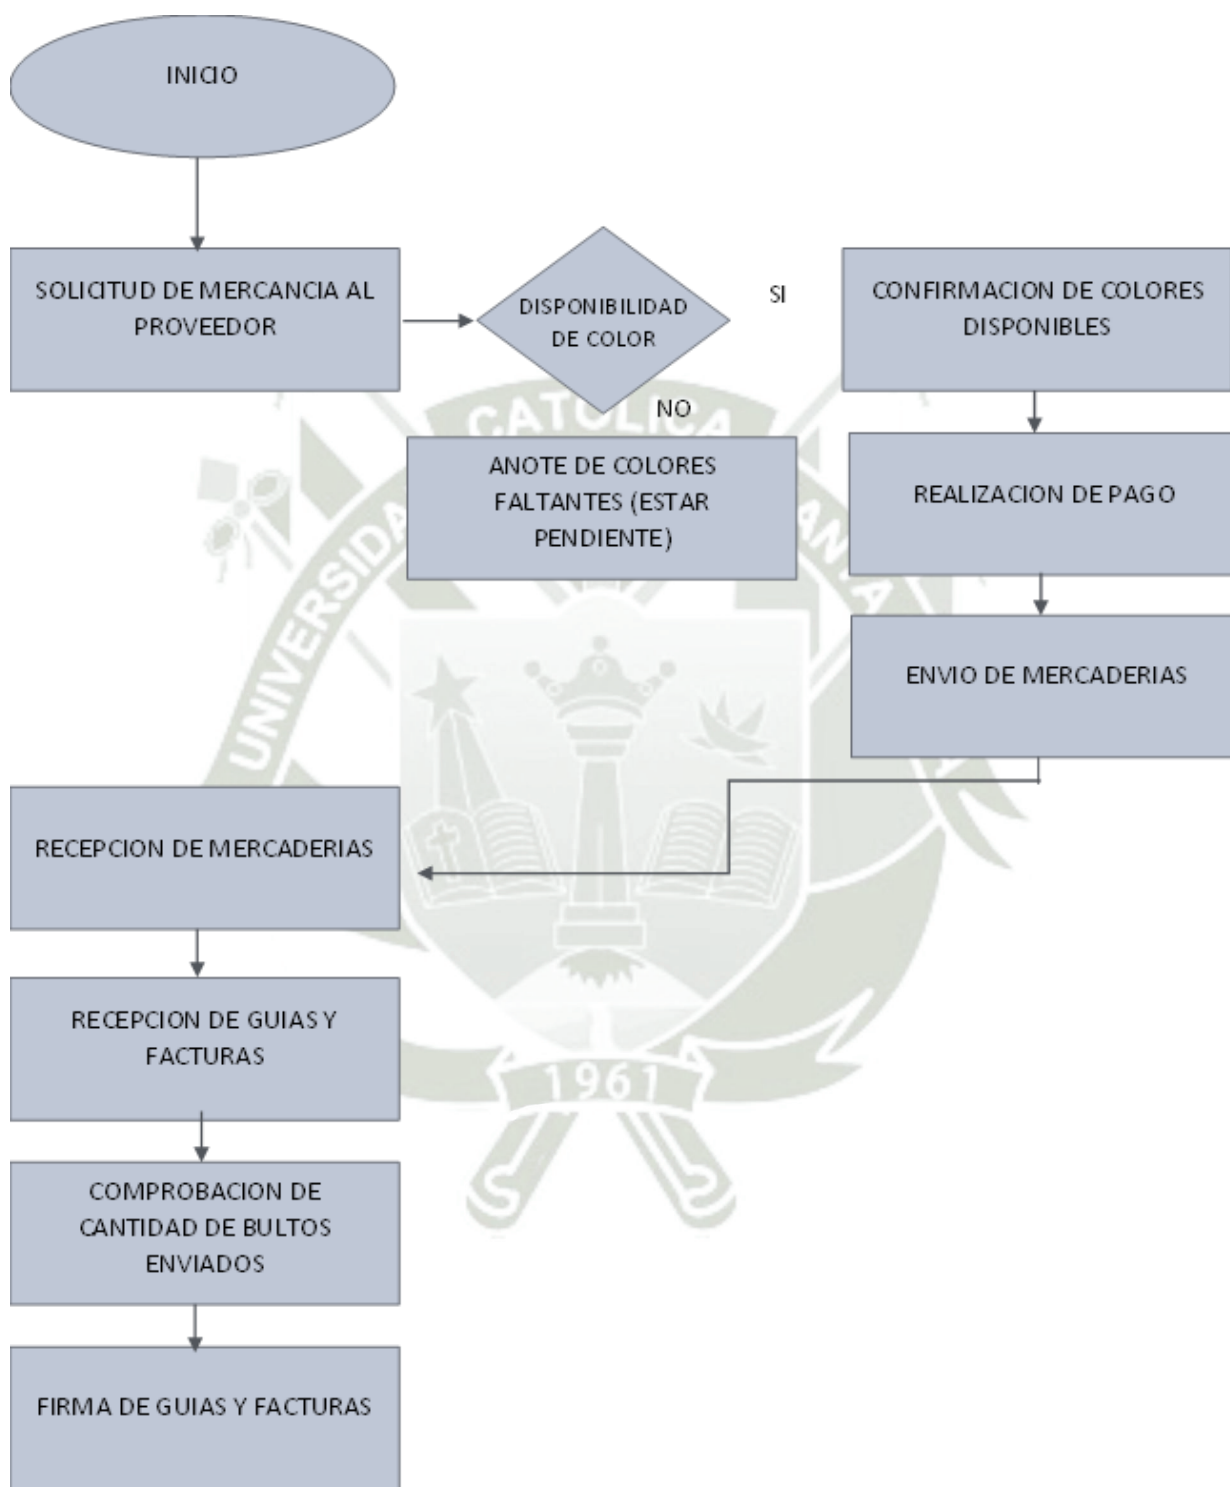 INICIO
SOLICITUD DE MERCANCIA AL
PROVEEDOR
DISPONIBILIDAD
DE COLOR
SI
CONFIRMACION DE COLORES
DISPONIBLES
NO
ANOTE DE COLORES
FALTANTES (ESTAR
PENDIENTE)
REALIZACION DE PAGO
ENVIO DE MERCADERIAS
RECEPCION DE MERCADERIAS
RECEPCION DE GUIAS Y
FACTURAS
COMPROBACION DE
CANTIDAD DE BULTOS
ENVIADOS
FIRMA DE GUIAS Y FACTURAS
CATOLICA
1961